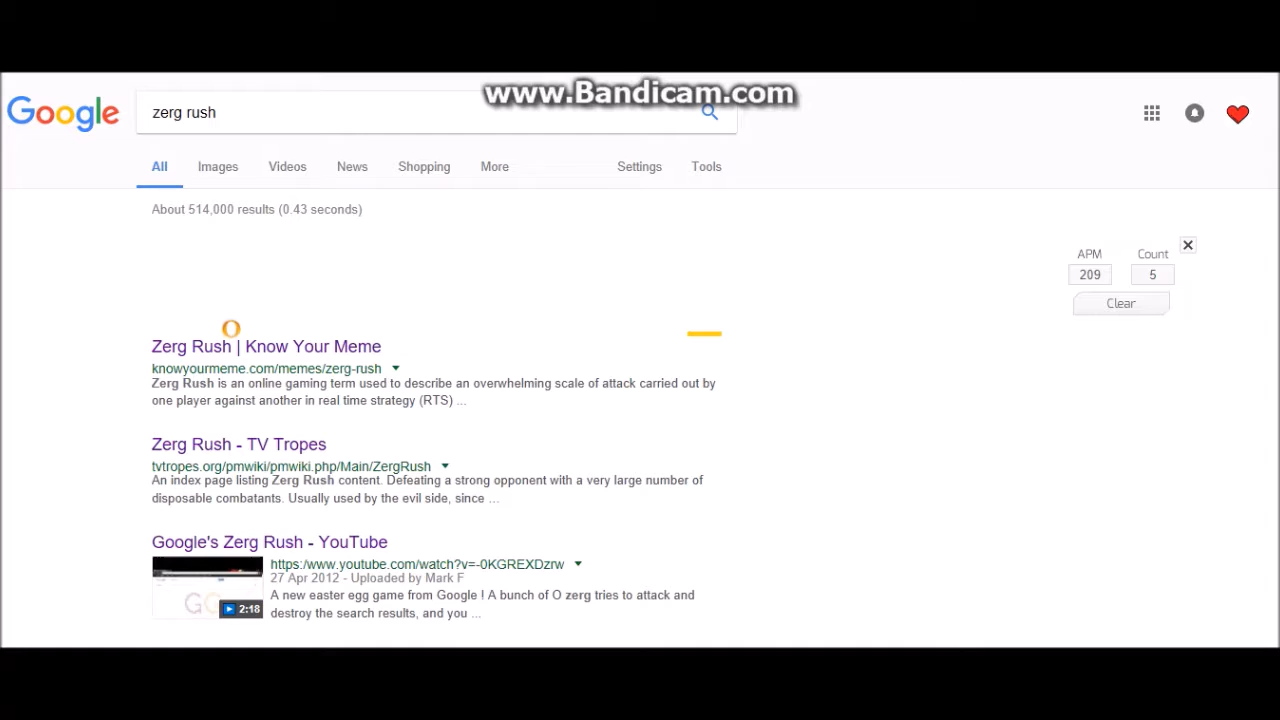 www.Bandicam.com
Google
zerg rush
All Images Videos News Shopping More Settings Tools
About 514,000 results (0.43 seconds)
APM Count
209 5
Clear
O
Zerg Rush | Know Your Meme
knowyourmeme.com/memes/zerg-rush
Zerg Rush is an online gaming term used to describe an overwhelming scale of attack carried out by
one player against another in real time strategy (RTS) ...
Zerg Rush - TV Tropes
tvtropes.org/pmwiki/pmwiki.php/Main/ZergRush
An index page listing Zerg Rush content. Defeating a strong opponent with a very large number of
disposable combatants. Usually used by the evil side, since ...
Google's Zerg Rush - YouTube
https:/www.youtube.com/watch?v=-0KGREXDzrw
27 Apr 2012 - Uploaded by Mark F
A new easter egg game from Google ! A bunch of O zerg tries to attack and
destroy the search results, and you ...
GO
2:18